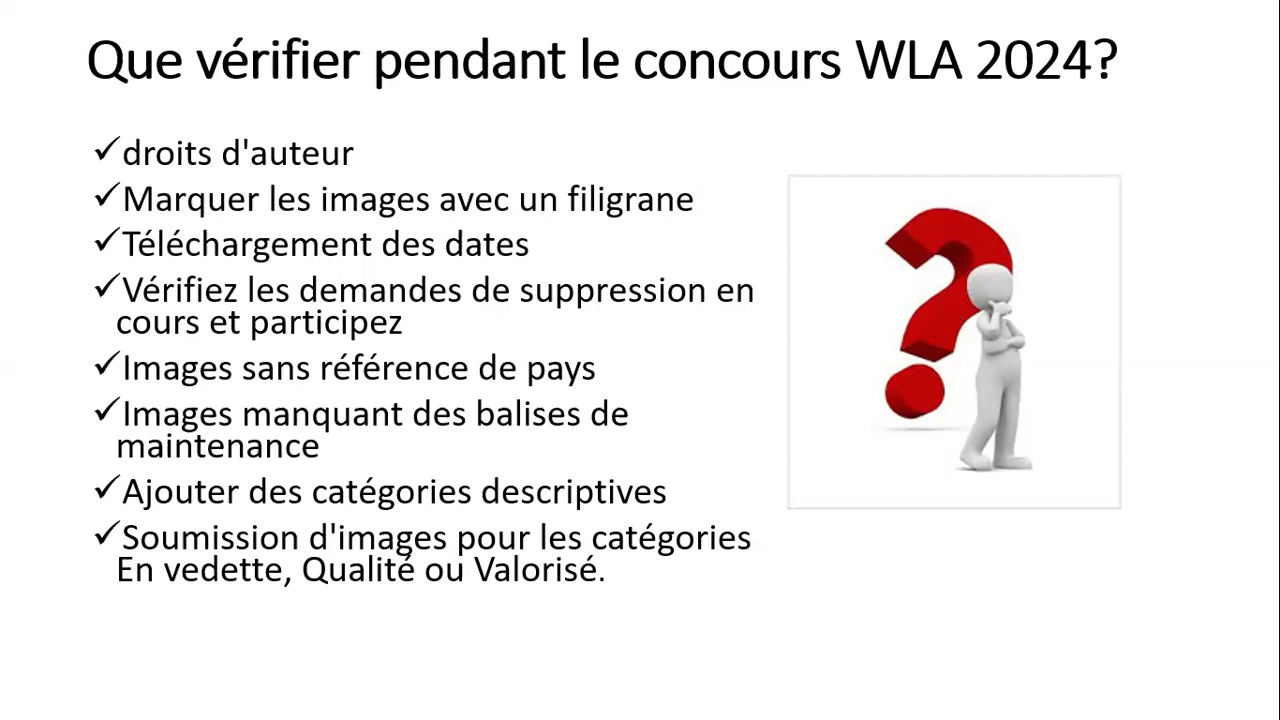 Que vérifier pendant le concours WLA 2024?
✓droits d'auteur
✓Marquer les images avec un filigrane
✓Téléchargement des dates
✓Vérifiez les demandes de suppression en
cours et participez
✓Images sans référence de pays
✓Images manquant des balises de
maintenance
✓Ajouter des catégories descriptives
✓Soumission d'images pour les catégories
En vedette, Qualité ou Valorisé.